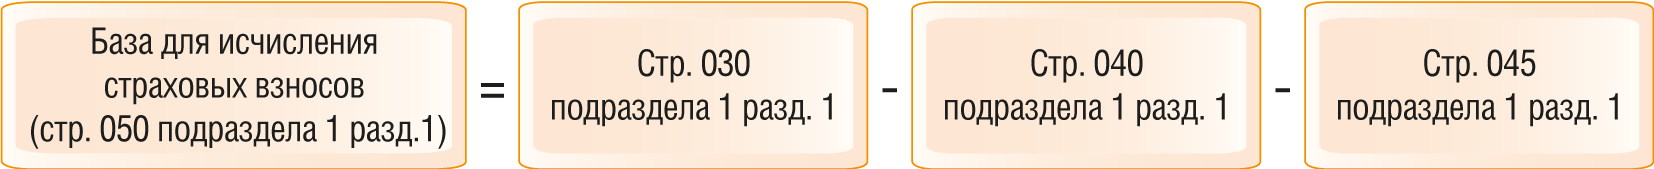 База для исчисления
страховых взносов
(стр. 050 подраздела 1 разд.1)
=
Стр. 030
подраздела 1 разд. 1
-
Стр. 040
подраздела 1 разд. 1
-
Стр. 045
подраздела 1 разд. 1